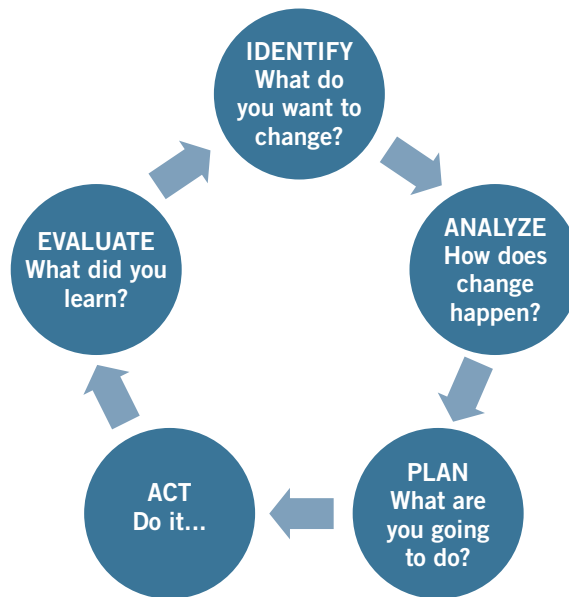 IDENTIFY
What do
you want to
change?
ANALYZE
How does
change
happen?
PLAN
What are
you going
to do?
ACT
Do it...
EVALUATE
What did you
learn?